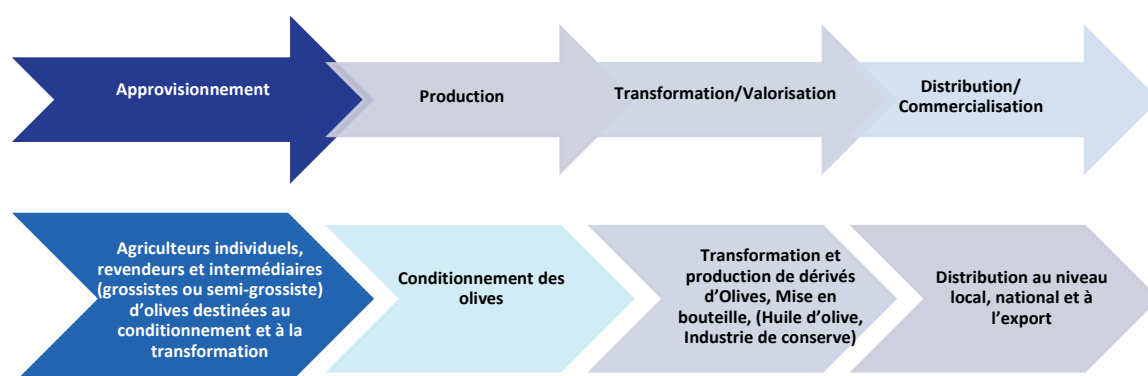 Approvisionnement
Production
Transformation/Valorisation
Distribution/
Commercialisation
Agriculteurs individuels,
revendeurs et intermédiaires
(grossistes ou semi-grossiste)
d’olives destinées au
conditionnement et à la
transformation
Conditionnement des
olives
Transformation et
production de dérivés
d’Olives, Mise en
bouteille, (Huile d’olive,
Industrie de conserve)
Distribution au niveau
local, national et à
l’export